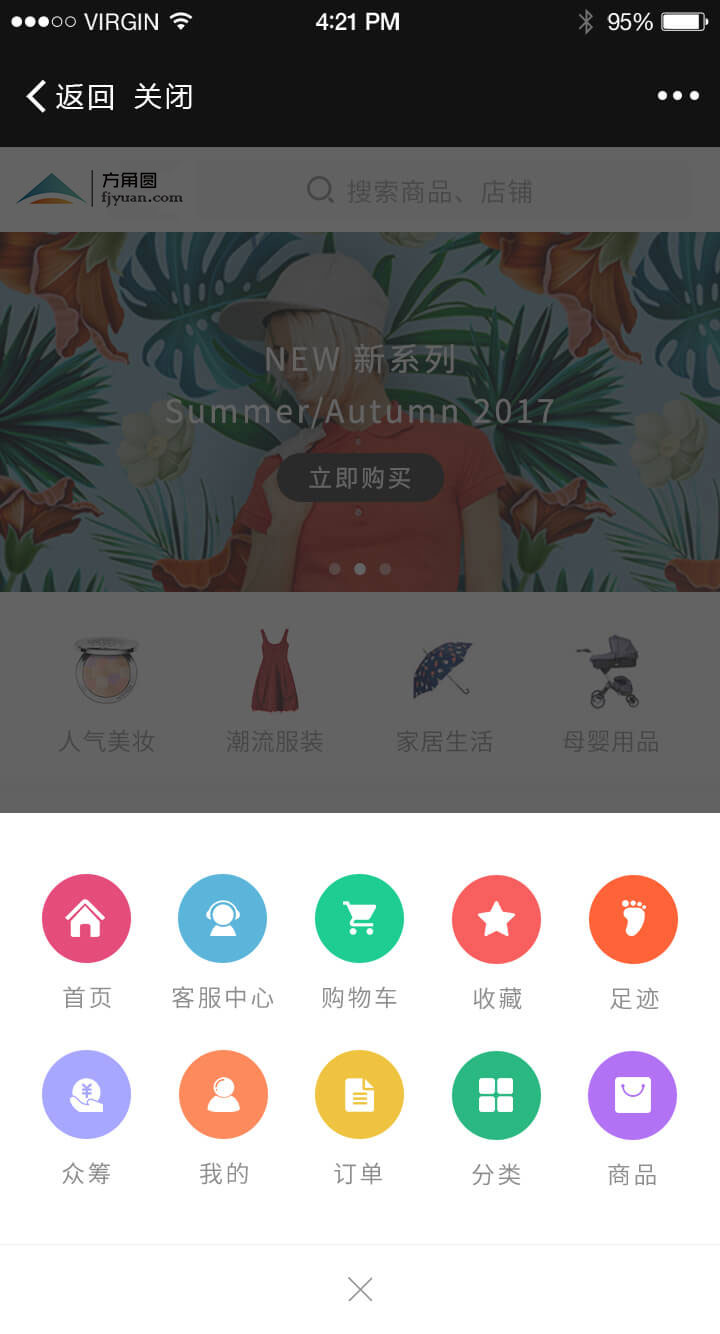 VIRGIN 4:21 PM 95%
返回 关闭
方角圆
fjyuan.com
搜索商品、店铺
NEW 新系列
Summer/Autumn 2017
立即购买
人气美妆 潮流服装 家居生活 母婴用品
首页 客服中心 购物车 收藏 足迹
¥
众筹 我的 订单 分类 商品